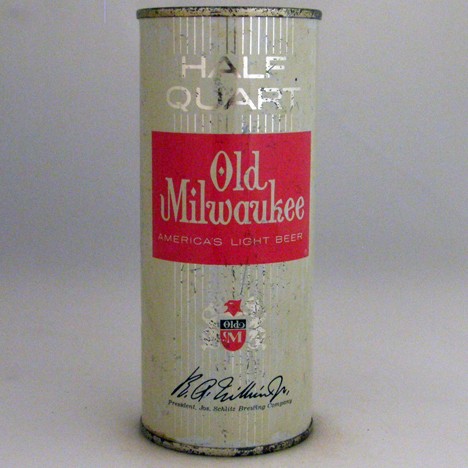 HALF
QUART
Old
Milwaukee
AMERICA'S LIGHT BEER
Old
M
President, Jos. Schlitz Brewing Company